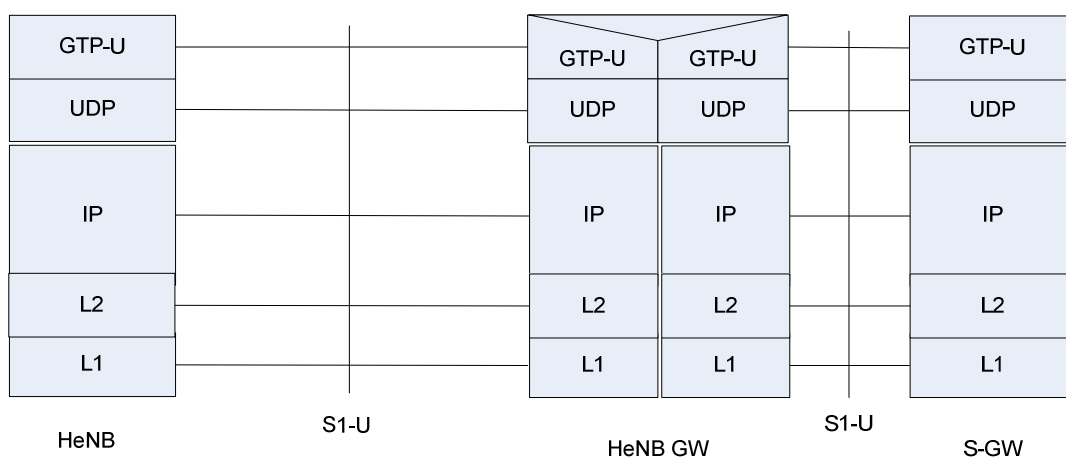 GTP-U GTP-U GTP-U GTP-U
UDP UDP UDP UDP
IP IP IP IP
L2 L2 L2 L2
L1 L1 L1 L1
S1-U S1-U
HeNB HeNB GW S-GW